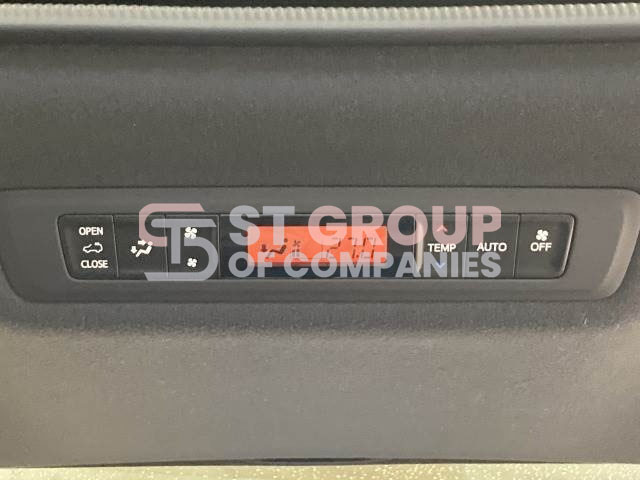 ST GROUP
OF COMPANIES
OPEN
CLOSE
TEMP
AUTO
OFF